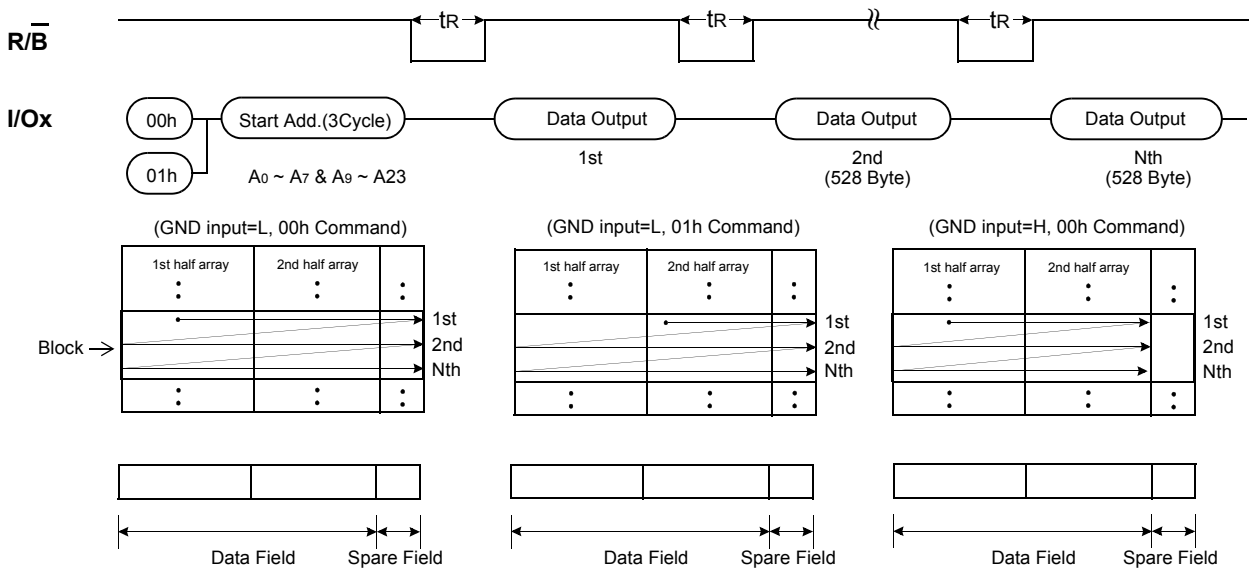 R/B tR tR tR
I/Ox 00h Start Add.(3Cycle) Data Output Data Output Data Output
01h A0 ~ A7 & A9 ~ A23 1st 2nd Nth
(528 Byte) (528 Byte)
(GND input=L, 00h Command) (GND input=L, 01h Command) (GND input=H, 00h Command)
1st half array 2nd half array 1st half array 2nd half array 1st half array 2nd half array
1st 1st 1st
Block 2nd 2nd 2nd
Nth Nth Nth
Data Field Spare Field Data Field Spare Field Data Field Spare Field